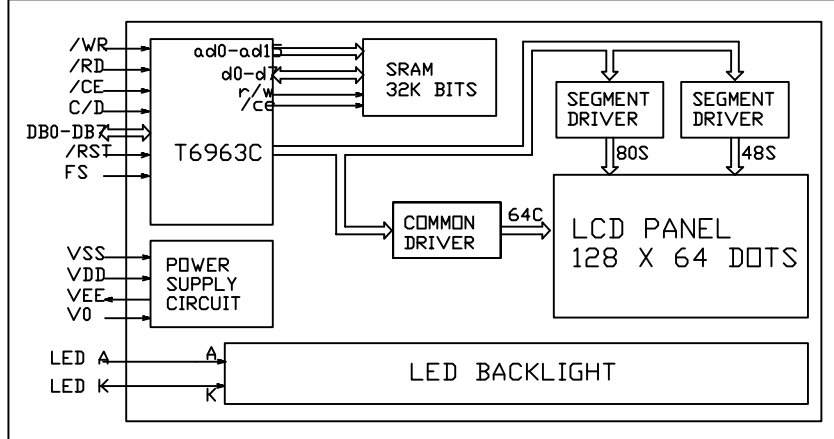 /WR
/RD
/CE
C/D
DB0-DB7
/RST
FS
ad0-ad15
d0-d7
r/w
/ce
T6963C
SRAM
32K BITS
SEGMENT
DRIVER
SEGMENT
DRIVER
80S
48S
COMMON
DRIVER
64C
LCD PANEL
128 X 64 DOTS
VSS
VDD
VEE
V0
POWER
SUPPLY
CIRCUIT
LED A
LED K
A
K
LED BACKLIGHT